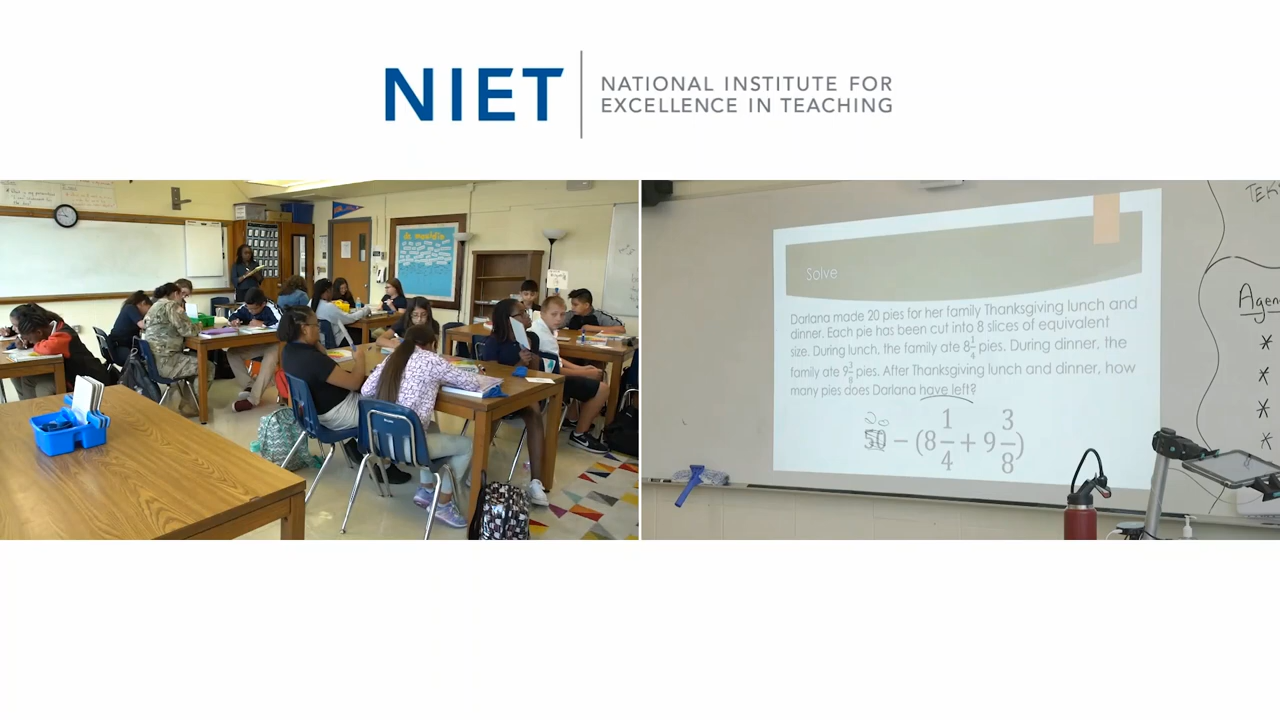 NIET
NATIONAL INSTITUTE FOR
EXCELLENCE IN TEACHING
Solve
Darlana made 20 pies for her family Thanksgiving lunch and
dinner. Each pie has been cut into 8 slices of equivalent
size. During lunch, the family ate 8 1/4 pies. During dinner, the
family ate 9 3/8 pies. After Thanksgiving lunch and dinner, how
many pies does Darlana have left?
20
50 − (8 1/4 + 9 3/8)
TEKS
Agen
*
*
*
*